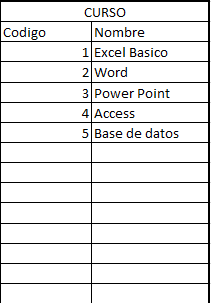 CURSO
Codigo Nombre
1 Excel Basico
2 Word
3 Power Point
4 Access
5 Base de datos